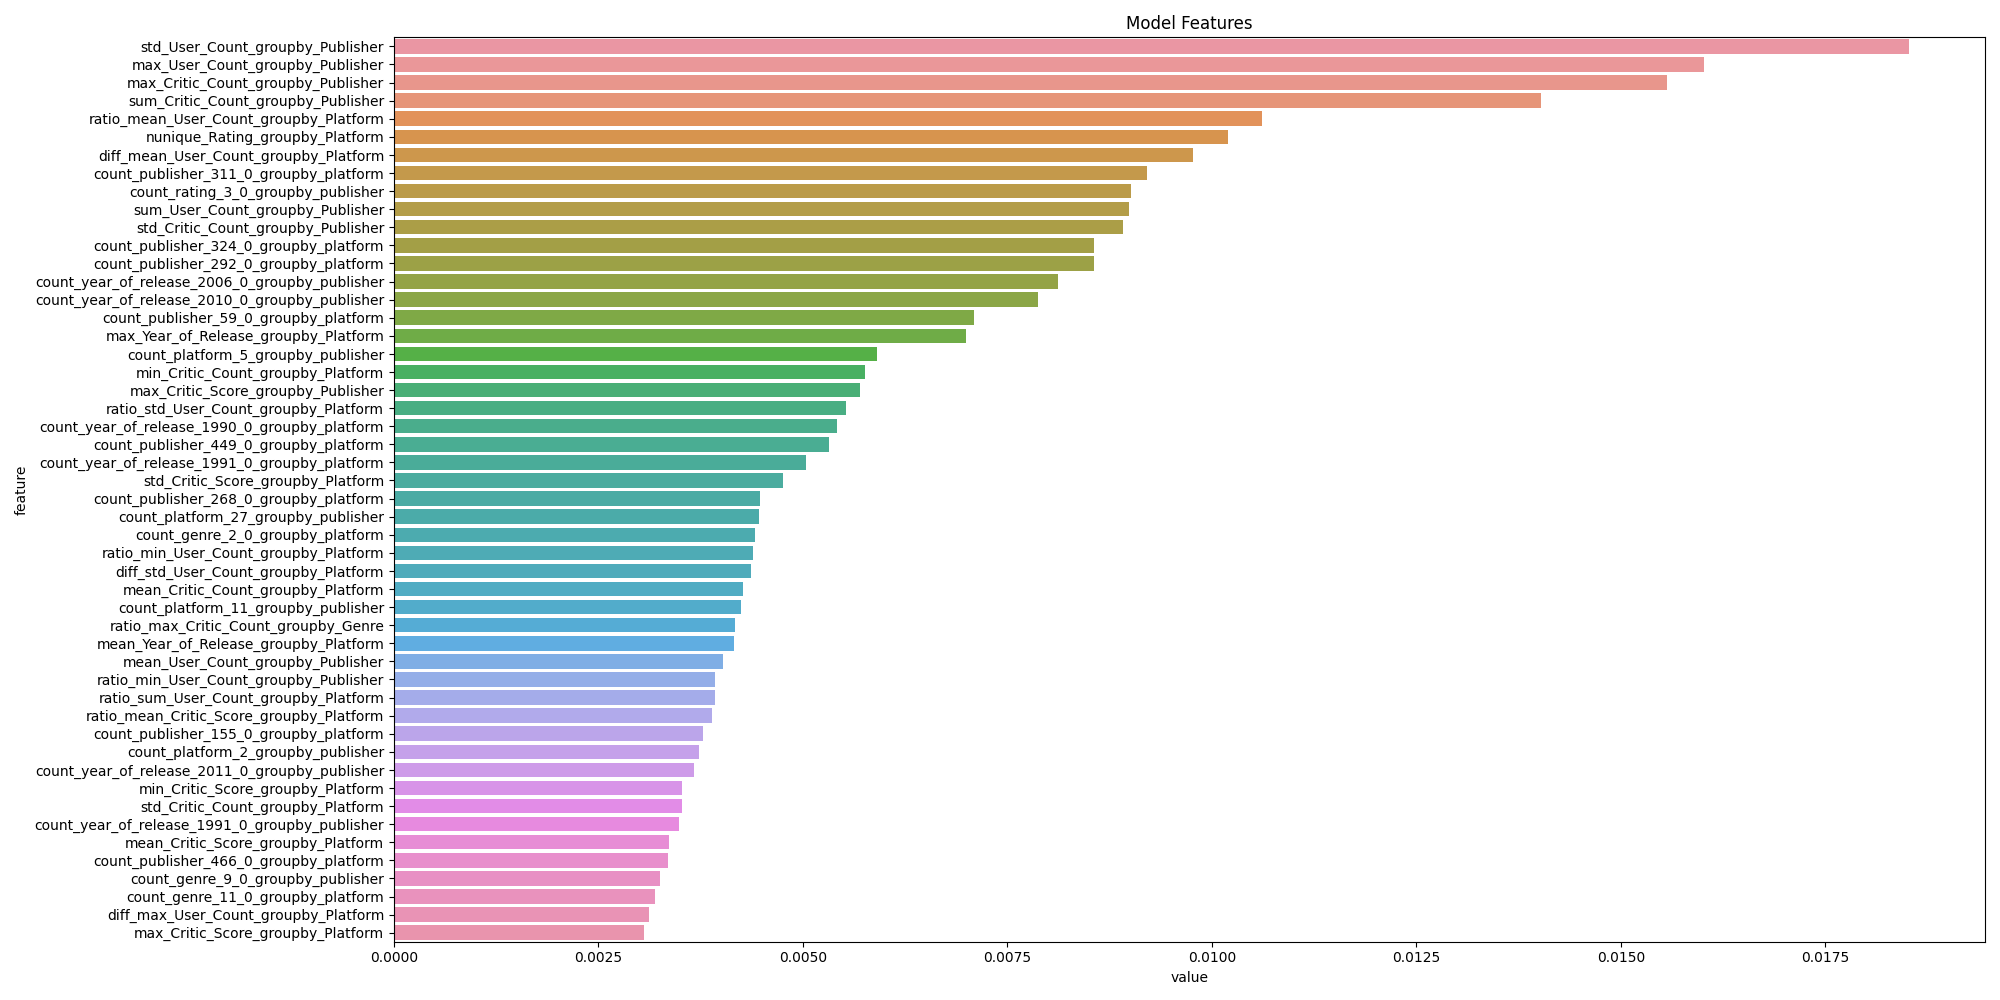 Model Features
feature
std_User_Count_groupby_Publisher
max_User_Count_groupby_Publisher
max_Critic_Count_groupby_Publisher
sum_Critic_Count_groupby_Publisher
ratio_mean_User_Count_groupby_Platform
nunique_Rating_groupby_Platform
diff_mean_User_Count_groupby_Platform
count_publisher_311_0_groupby_platform
count_rating_3_0_groupby_publisher
sum_User_Count_groupby_Publisher
std_Critic_Count_groupby_Publisher
count_publisher_324_0_groupby_platform
count_publisher_292_0_groupby_platform
count_year_of_release_2006_0_groupby_publisher
count_year_of_release_2010_0_groupby_publisher
count_publisher_59_0_groupby_platform
max_Year_of_Release_groupby_Platform
count_platform_5_groupby_publisher
min_Critic_Count_groupby_Platform
max_Critic_Score_groupby_Publisher
ratio_std_User_Count_groupby_Platform
count_year_of_release_1990_0_groupby_platform
count_publisher_449_0_groupby_platform
count_year_of_release_1991_0_groupby_platform
std_Critic_Score_groupby_Platform
count_publisher_268_0_groupby_platform
count_platform_27_groupby_publisher
count_genre_2_0_groupby_platform
ratio_min_User_Count_groupby_Platform
diff_std_User_Count_groupby_Platform
mean_Critic_Count_groupby_Platform
count_platform_11_groupby_publisher
ratio_max_Critic_Count_groupby_Genre
mean_Year_of_Release_groupby_Platform
mean_User_Count_groupby_Publisher
ratio_min_User_Count_groupby_Publisher
ratio_sum_User_Count_groupby_Platform
ratio_mean_Critic_Score_groupby_Platform
count_publisher_155_0_groupby_platform
count_platform_2_groupby_publisher
count_year_of_release_2011_0_groupby_publisher
min_Critic_Score_groupby_Platform
std_Critic_Count_groupby_Platform
count_year_of_release_1991_0_groupby_publisher
mean_Critic_Score_groupby_Platform
count_publisher_466_0_groupby_platform
count_genre_9_0_groupby_publisher
count_genre_11_0_groupby_platform
diff_max_User_Count_groupby_Platform
max_Critic_Score_groupby_Platform
0.0000 0.0025 0.0050 0.0075 0.0100 0.0125 0.0150 0.0175
value